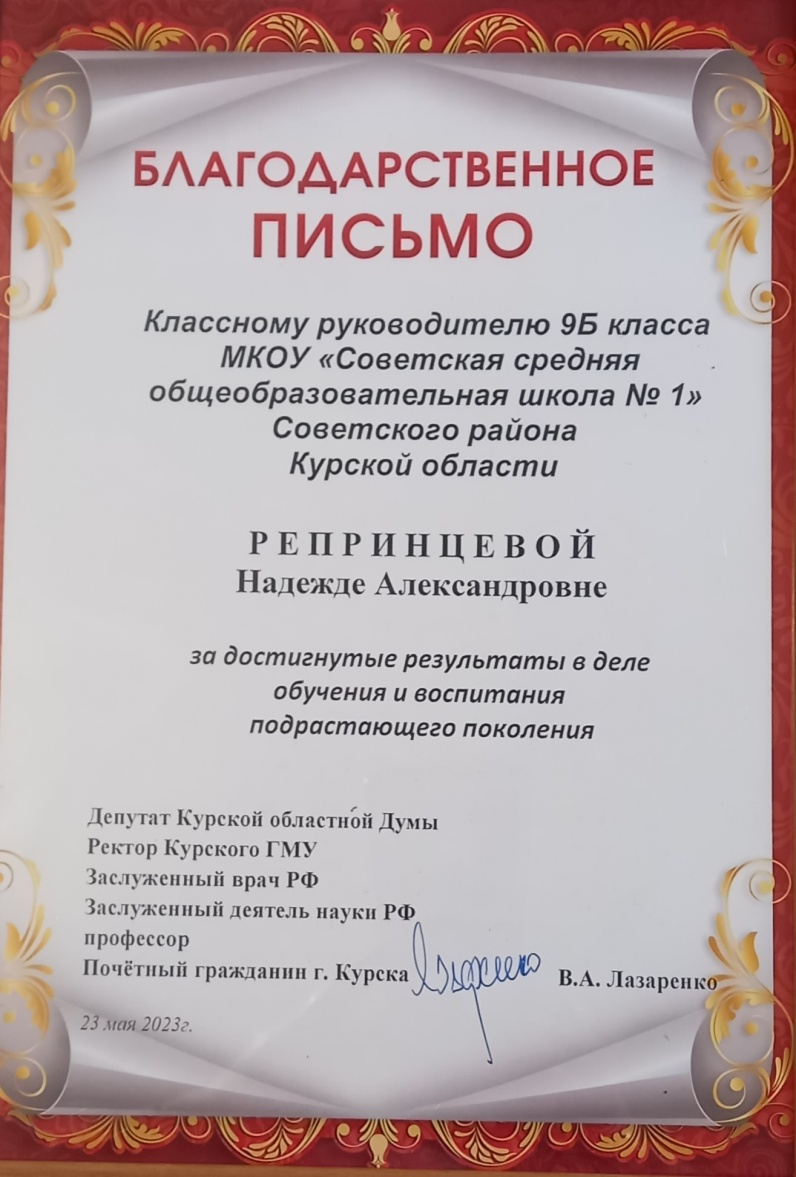 БЛАГОДАРСТВЕННОЕ
ПИСЬМО
Классному руководителю 9Б класса
МКОУ «Советская средняя
общеобразовательная школа № 1»
Советского района
Курской области
Р Е П Р И Н Ц Е В О Й
Надежде Александровне
за достигнутые результаты в деле
обучения и воспитания
подрастающего поколения
Депутат Курской областной Думы
Ректор Курского ГМУ
Заслуженный врач РФ
Заслуженный деятель науки РФ
профессор
Почётный гражданин г. Курска В.А. Лазаренко
23 мая 2023г.